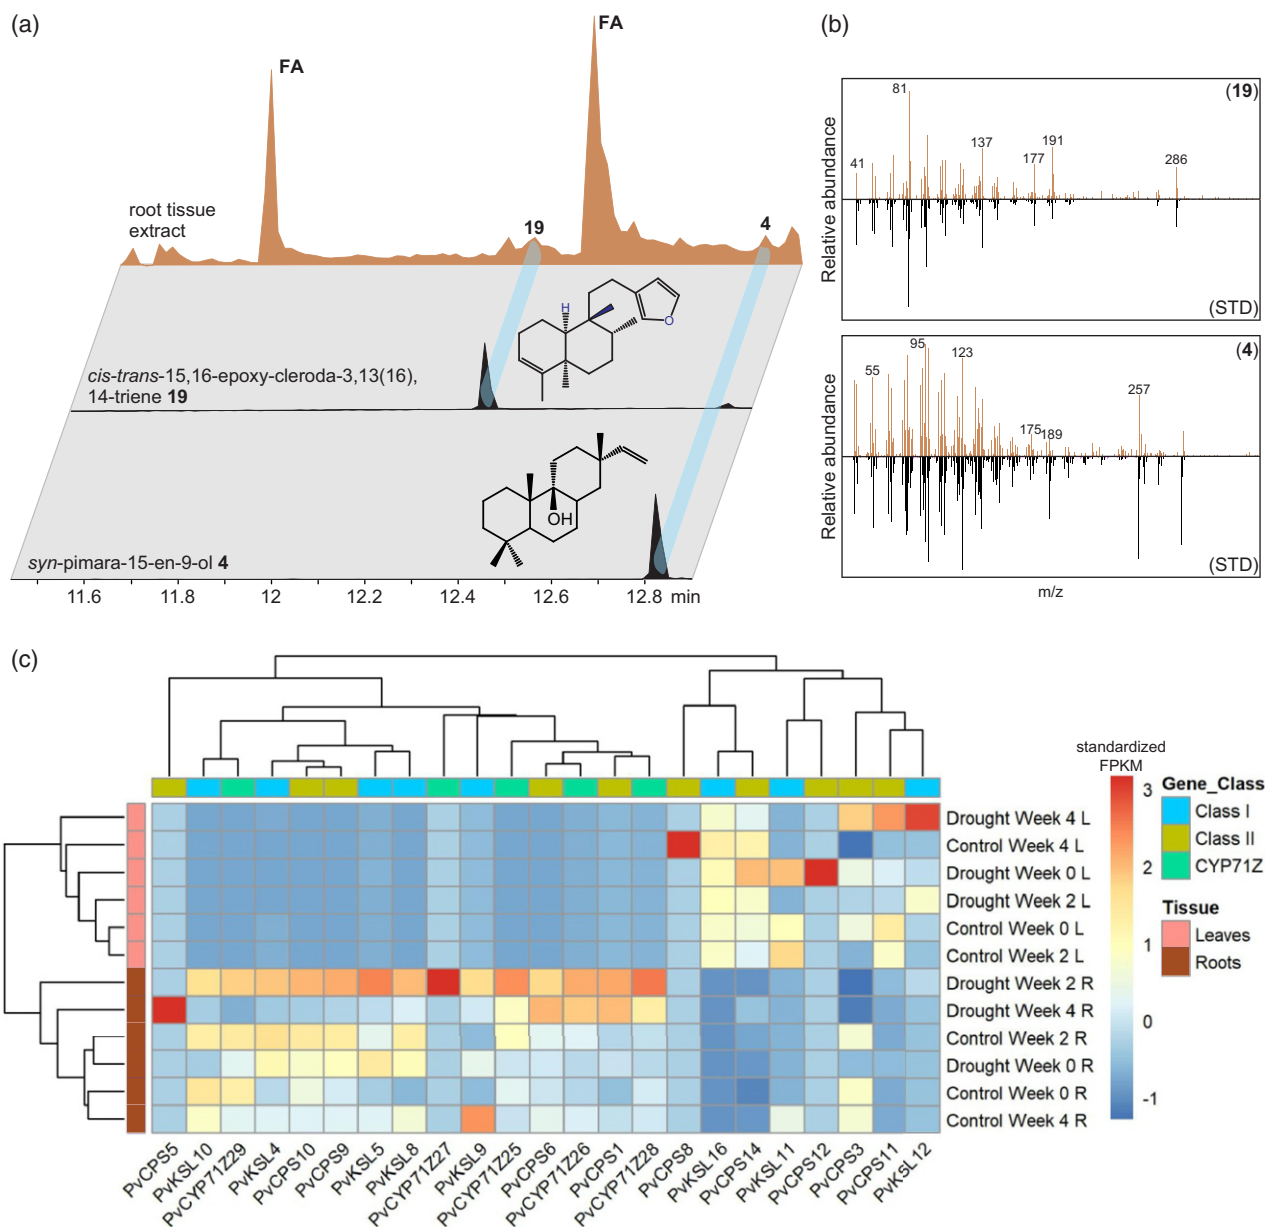 (a)
FA
FA
root tissue
extract
19
4
H
O
cis-trans-15,16-epoxy-cleroda-3,13(16),
14-triene 19
OH
syn-pimara-15-en-9-ol 4
11.6
11.8
12
12.2
12.4
12.6
12.8
min
(b)
Relative abundance
(19)
81
41
137
177
191
286
(STD)
Relative abundance
(4)
95
55
123
175
189
257
(STD)
m/z
(c)
standardized
FPKM
3
2
1
0
-1
Gene_Class
Class I
Class II
CYP71Z
Tissue
Leaves
Roots
Drought Week 4 L
Control Week 4 L
Drought Week 0 L
Drought Week 2 L
Control Week 0 L
Control Week 2 L
Drought Week 2 R
Drought Week 4 R
Control Week 2 R
Drought Week 0 R
Control Week 0 R
Control Week 4 R
PvCPS5
PvKSL10
PvCYP71Z29
PvKSL4
PvCPS10
PvCPS9
PvKSL5
PvKSL8
PvCYP71Z27
PvKSL9
PvCYP71Z25
PvCPS6
PvCYP71Z26
PvCPS1
PvCYP71Z28
PvCPS8
PvKSL16
PvCPS14
PvKSL11
PvCPS12
PvCPS3
PvCPS11
PvKSL12